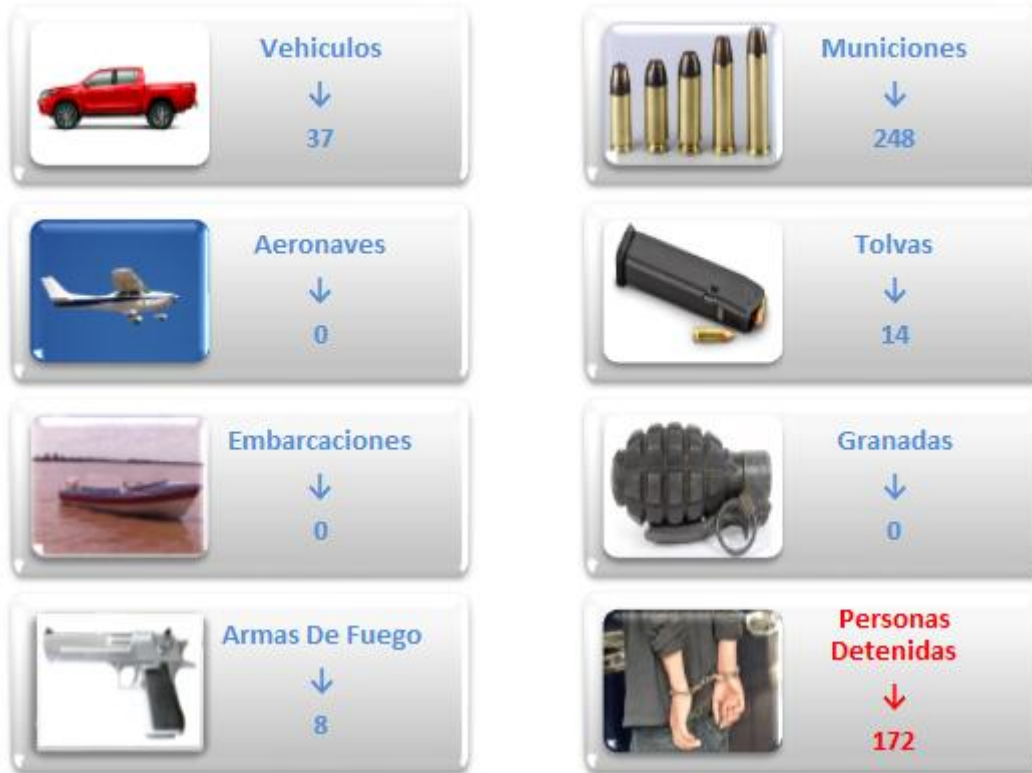 Vehiculos
↓
37
Municiones
↓
248
Aeronaves
↓
0
Tolvas
↓
14
Embarcaciones
↓
0
Granadas
↓
0
Armas De Fuego
↓
8
Personas
Detenidas
↓
172